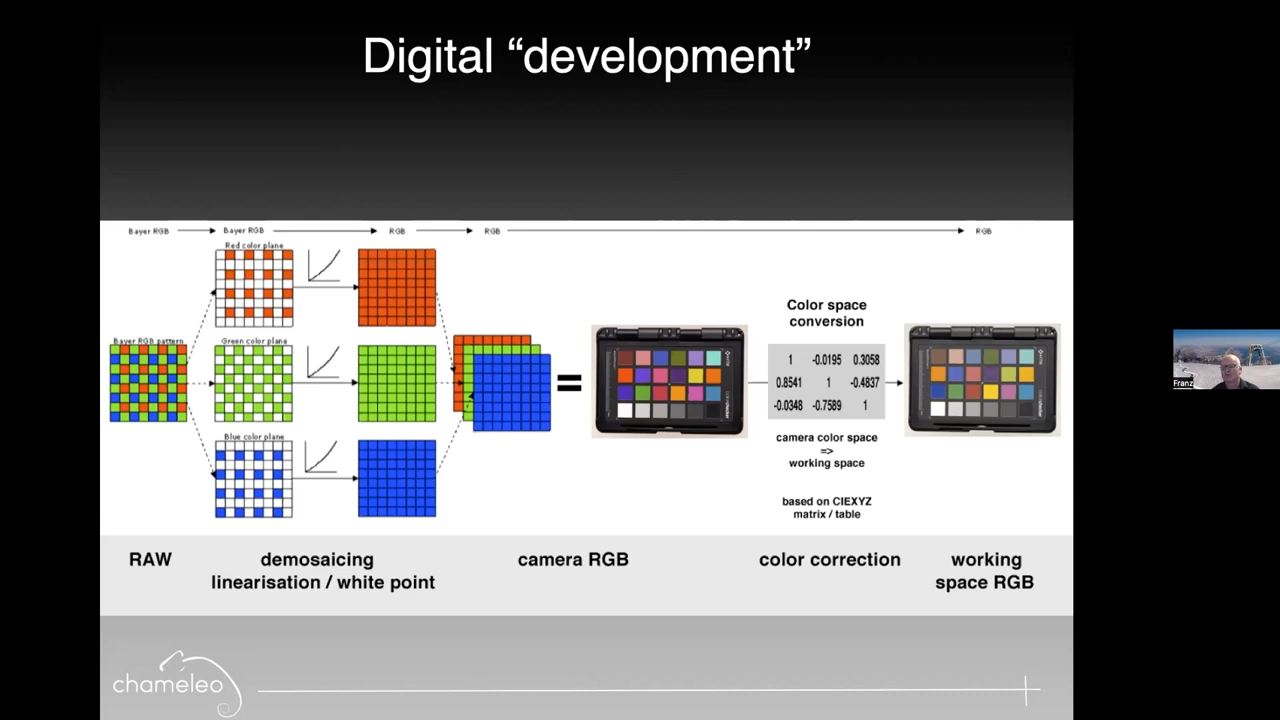 Digital “development”
Bayer RGB
Bayer RGB
RGB
RGB
RGB
Red color plane
Bayer RGB pattern
Green color plane
Blue color plane
=
Color space
conversion
1 -0.0195 0.3058
0.8541 1 -0.4837
-0.0348 -0.7589 1
camera color space
=>
working space
based on CIEXYZ
matrix / table
RAW
demosaicing
linearisation / white point
camera RGB
color correction
working
space RGB
chameleo
Franz